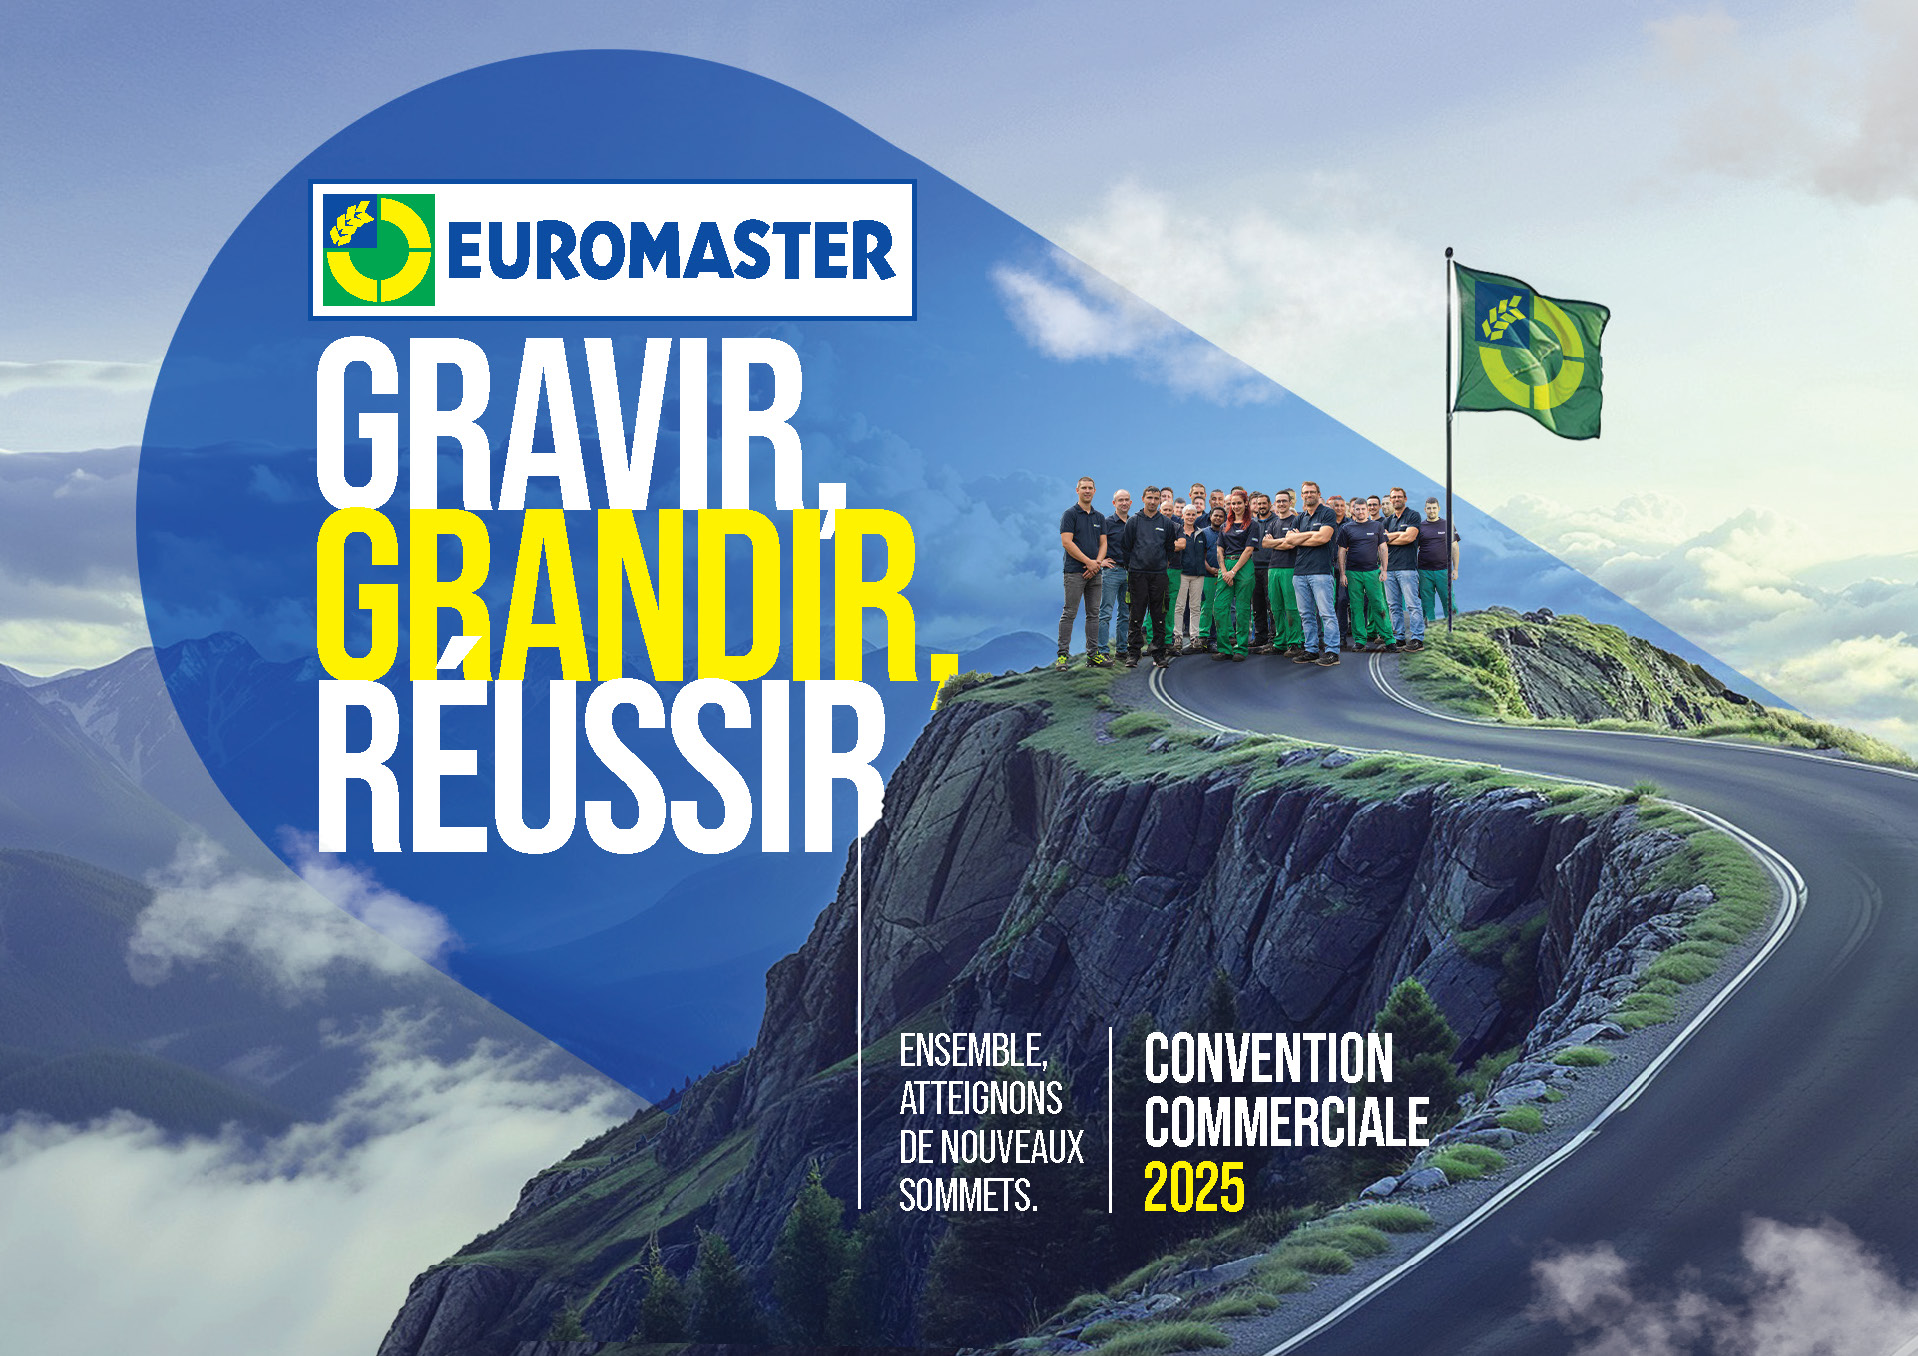 EUROMASTER
GRAVIR,
GRANDIR,
RÉUSSIR
ENSEMBLE,
ATTEIGNONS
DE NOUVEAUX
SOMMETS.
CONVENTION
COMMERCIALE
2025